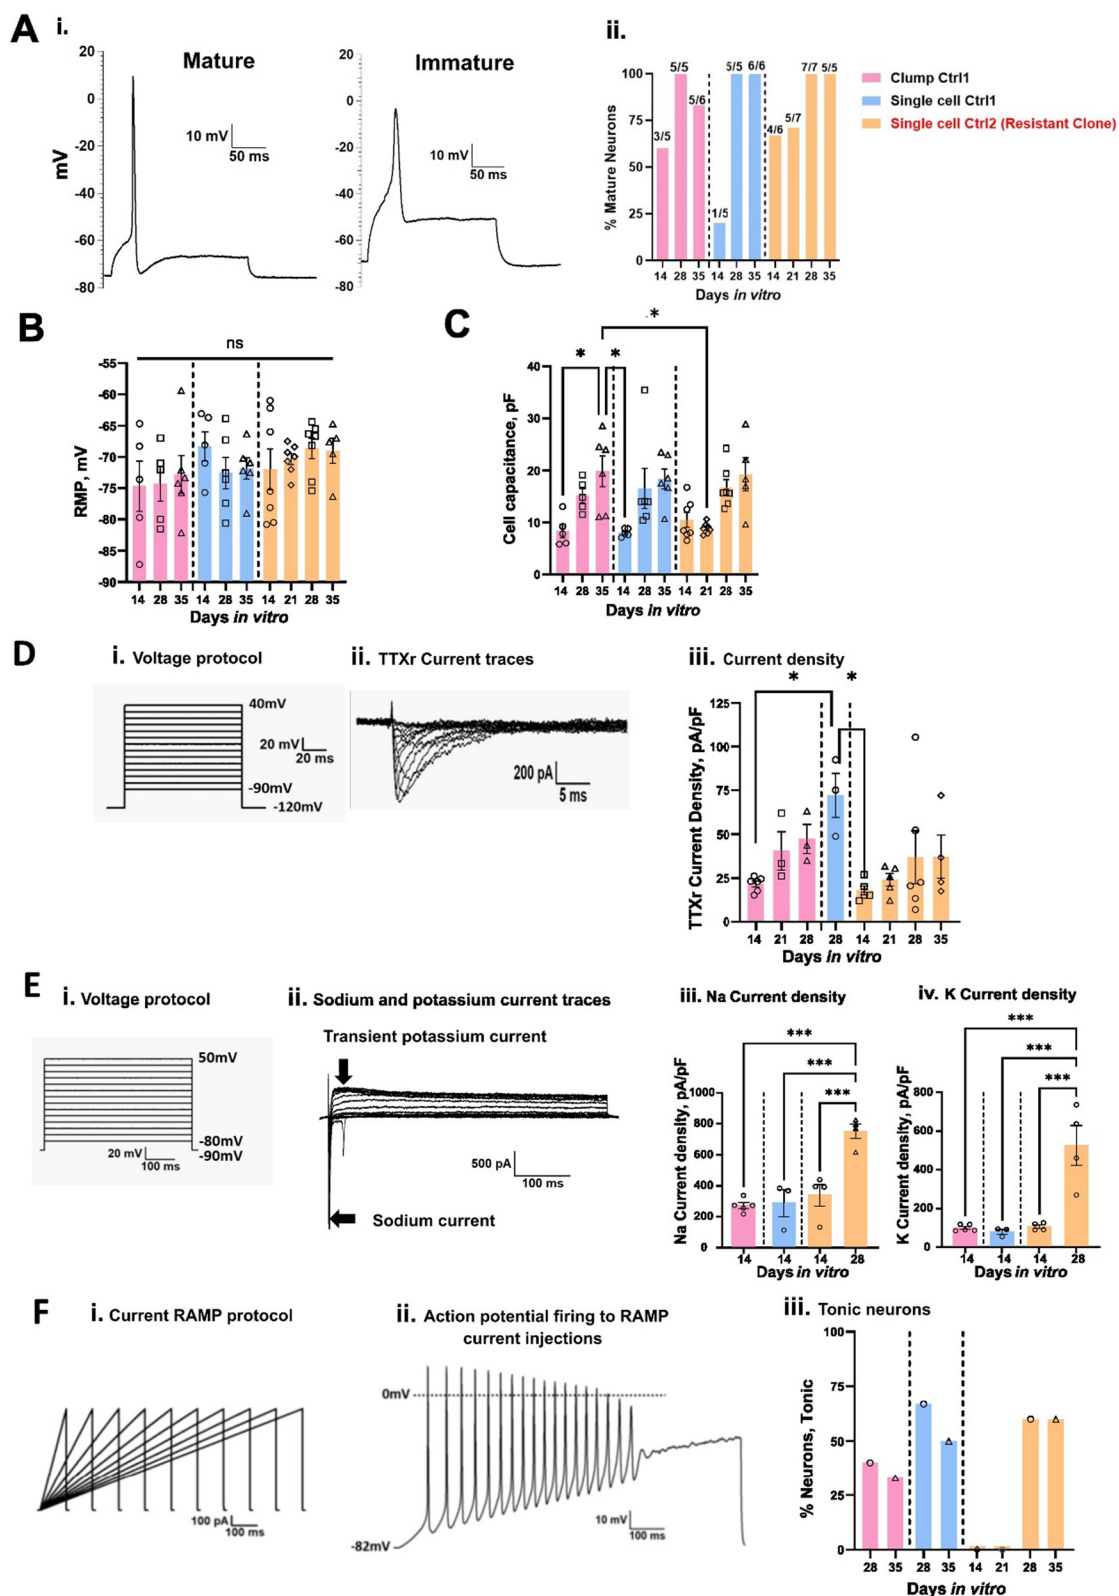 A
i.
Mature
Immature
20
0
-20
-40
-60
-80
mV
10 mV
50 ms
20
0
-20
-40
-60
-80
10 mV
50 ms
ii.
% Mature Neurons
100
75
50
25
0
3/5
5/5
5/6
1/5
5/5
6/6
4/6
5/7
7/7
5/5
14 28 35 14 28 35 14 21 28 35
Days in vitro
Clump Ctrl1
Single cell Ctrl1
Single cell Ctrl2 (Resistant Clone)
B
ns
RMP, mV
-55
-60
-65
-70
-75
-80
-85
-90
14 28 35 14 28 35 14 21 28 35
Days in vitro
C
* * *
Cell capacitance, pF
40
30
20
10
0
14 28 35 14 28 35 14 21 28 35
Days in vitro
D
i. Voltage protocol
40mV
20 mV
20 ms
-90mV
-120mV
ii. TTXr Current traces
200 pA
5 ms
iii. Current density
* *
TTXr Current Density, pA/pF
125
100
75
50
25
0
14 21 28 28 14 21 28 35
Days in vitro
E
i. Voltage protocol
50mV
-80mV
-90mV
20 mV
100 ms
ii. Sodium and potassium current traces
Transient potassium current
500 pA
100 ms
Sodium current
iii. Na Current density
***
***
***
Na Current density, pA/pF
1000
800
600
400
200
0
14 14 14 28
Days in vitro
iv. K Current density
***
***
***
K Current density, pA/pF
800
600
400
200
0
14 14 14 28
Days in vitro
F
i. Current RAMP protocol
100 pA
100 ms
ii. Action potential firing to RAMP
current injections
0mV
-82mV
10 mV
100 ms
iii. Tonic neurons
% Neurons, Tonic
100
75
50
25
0
28 35 28 35 14 21 28 35
Days in vitro